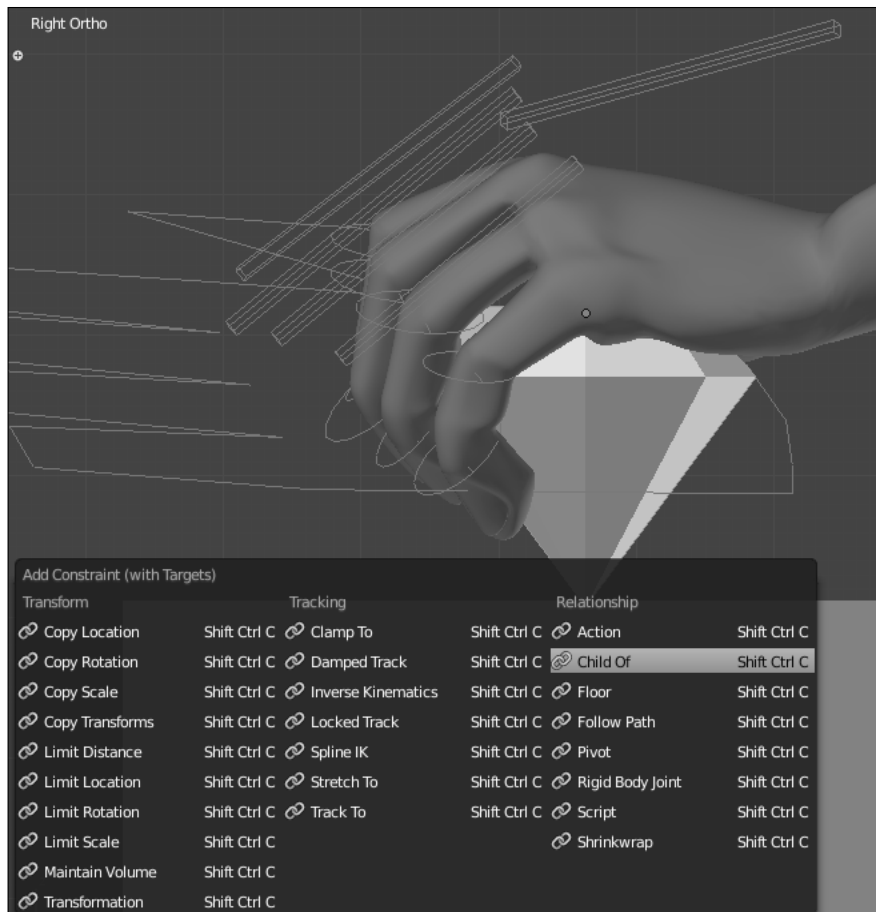 Right Ortho
Add Constraint (with Targets)
Transform Tracking Relationship
Copy Location Shift Ctrl C Clamp To Shift Ctrl C Action Shift Ctrl C
Copy Rotation Shift Ctrl C Damped Track Shift Ctrl C Child Of Shift Ctrl C
Copy Scale Shift Ctrl C Inverse Kinematics Shift Ctrl C Floor Shift Ctrl C
Copy Transforms Shift Ctrl C Locked Track Shift Ctrl C Follow Path Shift Ctrl C
Limit Distance Shift Ctrl C Spline IK Shift Ctrl C Pivot Shift Ctrl C
Limit Location Shift Ctrl C Stretch To Shift Ctrl C Rigid Body Joint Shift Ctrl C
Limit Rotation Shift Ctrl C Track To Shift Ctrl C Script Shift Ctrl C
Limit Scale Shift Ctrl C Shrinkwrap Shift Ctrl C
Maintain Volume Shift Ctrl C
Transformation Shift Ctrl C